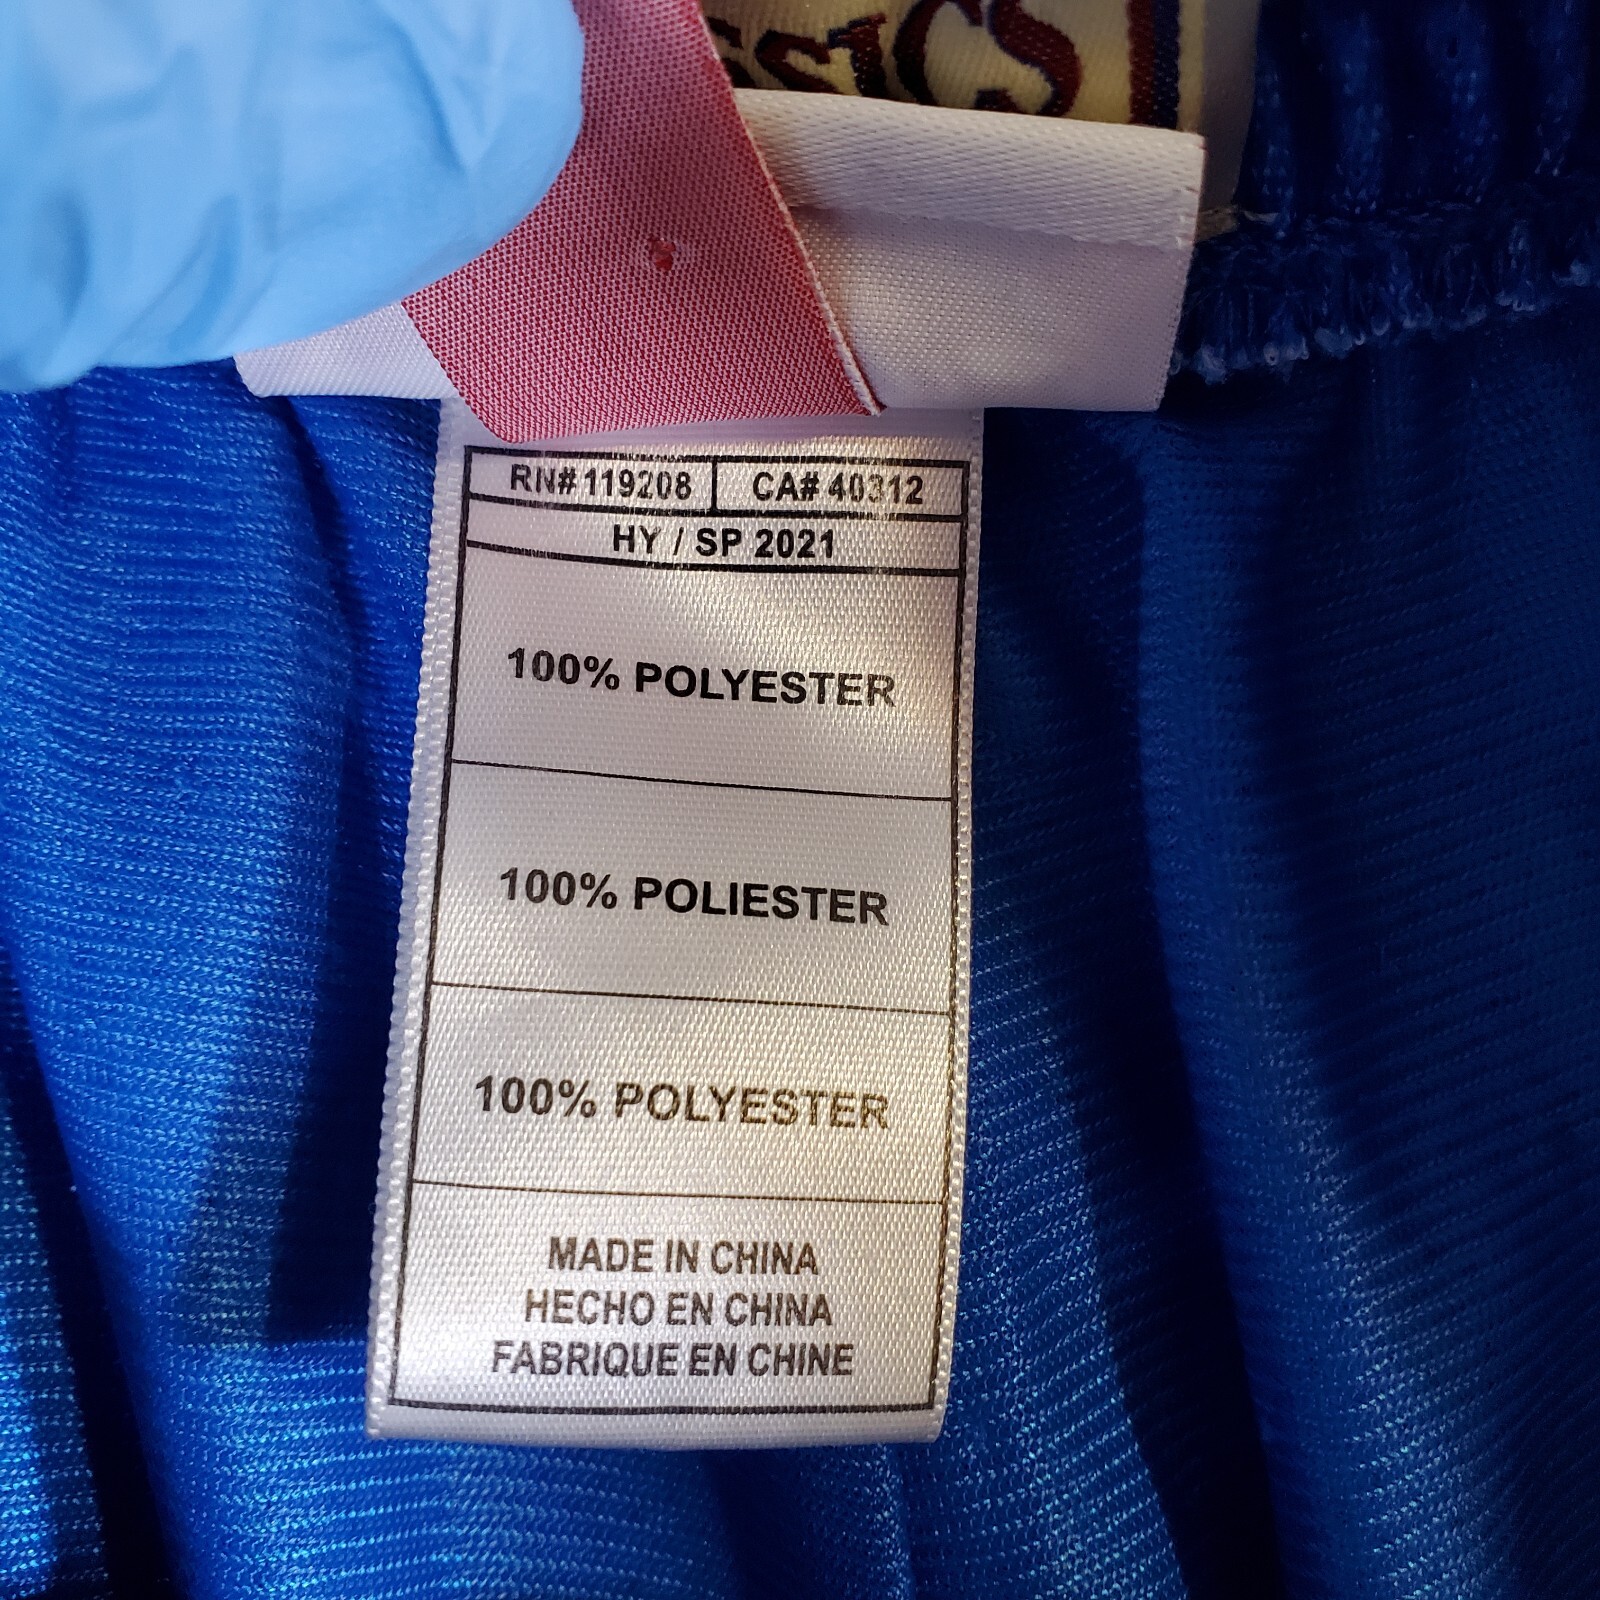 ssics
RN# 119208 CA# 40312
HY / SP 2021
100% POLYESTER
100% POLIESTER
100% POLYESTER
MADE IN CHINA
HECHO EN CHINA
FABRIQUE EN CHINE